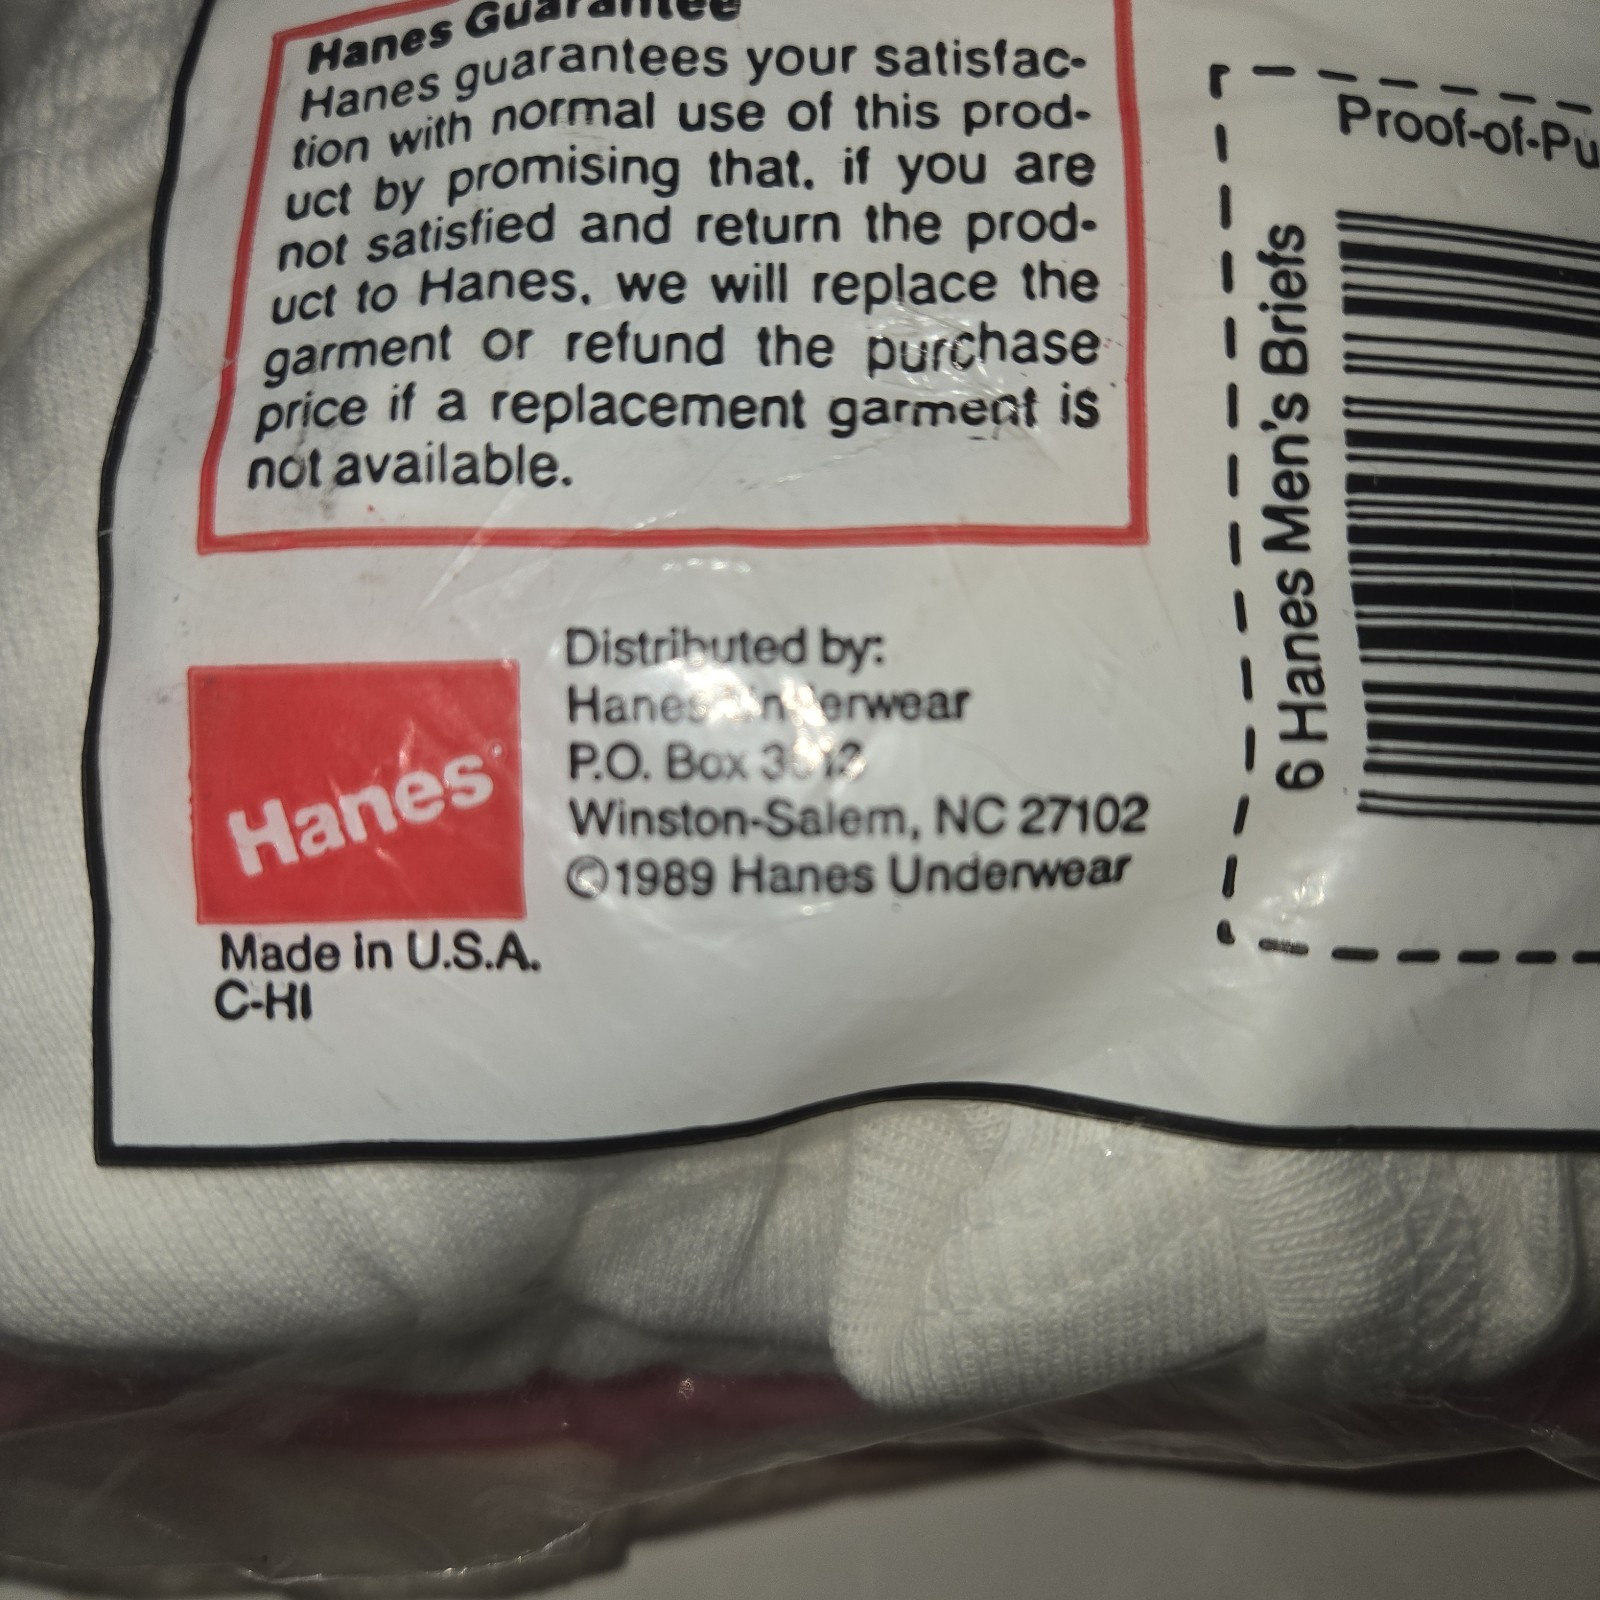 Hanes Guarantee
Hanes guarantees your satisfac-
tion with normal use of this prod-
uct by promising that, if you are
not satisfied and return the prod-
uct to Hanes, we will replace the
garment or refund the purchase
price if a replacement garment is
not available.
Hanes
Made in U.S.A.
C-HI
Distributed by:
Hanes Underwear
P.O. Box
Winston-Salem, NC 27102
©1989 Hanes Underwear
Proof-of-Pu
6 Hanes Men's Briefs